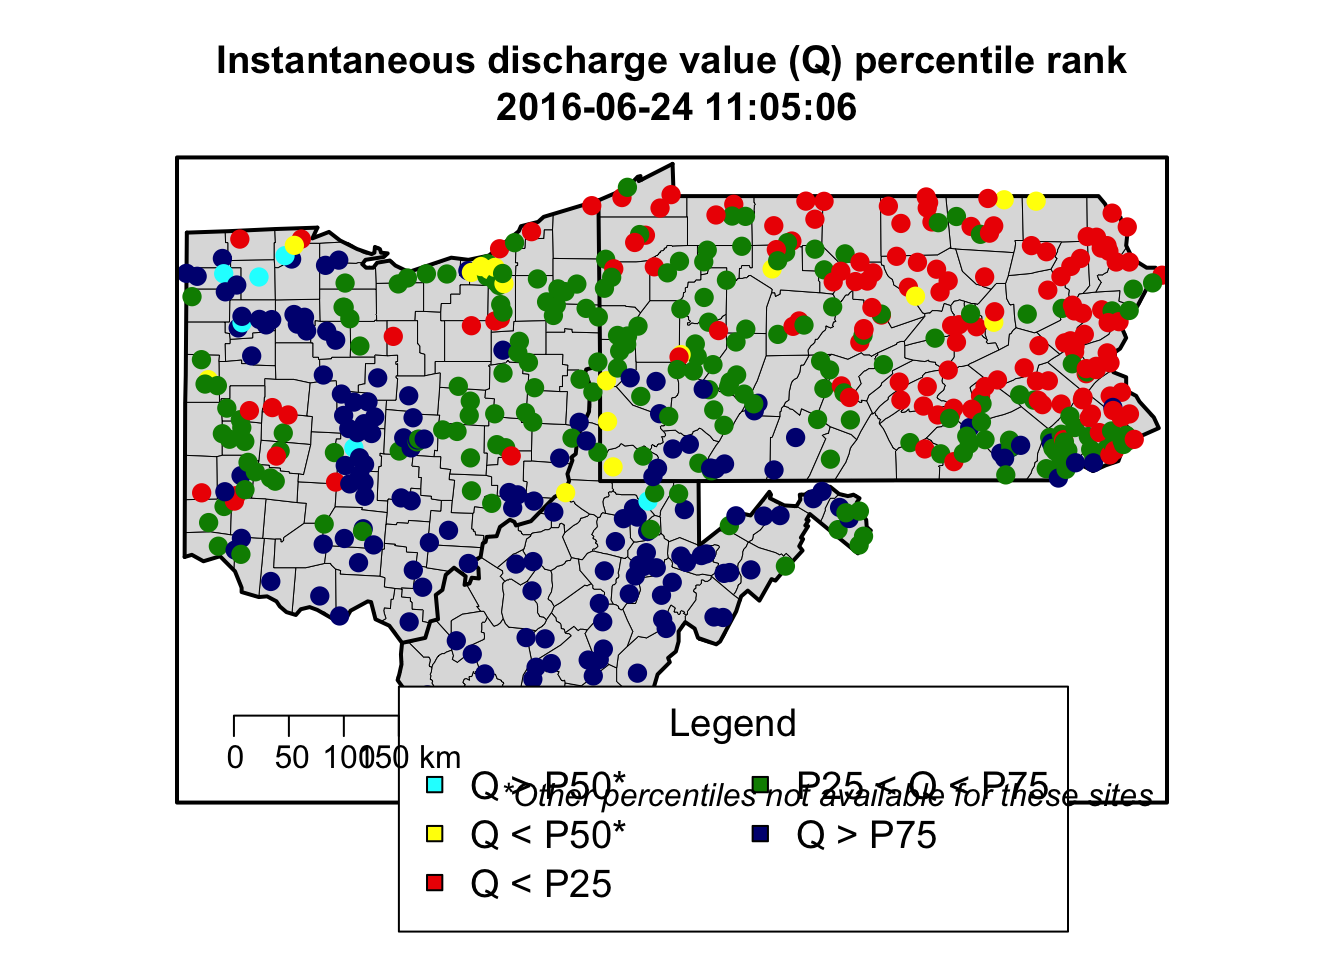 Instantaneous discharge value (Q) percentile rank
2016-06-24 11:05:06
0 50 100 150 km
Legend
Q > P50*
P25 < Q < P75
*Other percentiles not available for these sites
Q < P50*
Q > P75
Q < P25